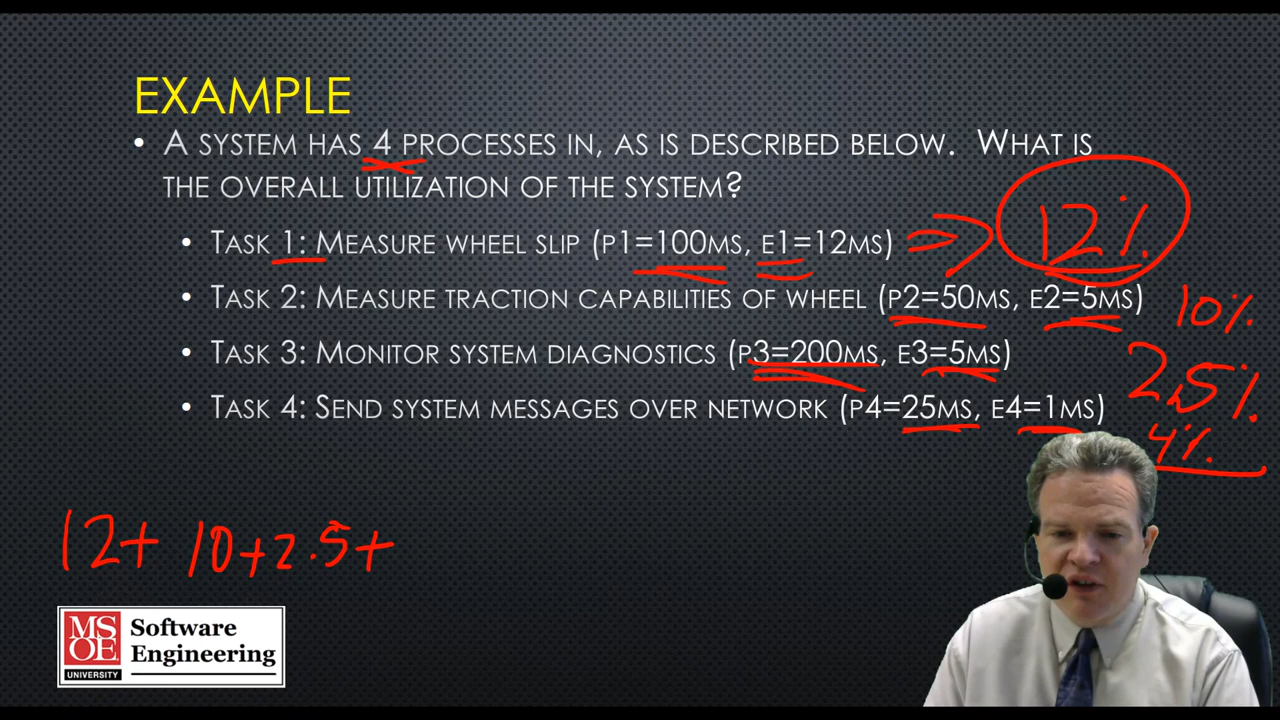 EXAMPLE
• A SYSTEM HAS 4 PROCESSES IN, AS IS DESCRIBED BELOW. WHAT IS
THE OVERALL UTILIZATION OF THE SYSTEM?
• TASK 1: MEASURE WHEEL SLIP (P1=100MS, E1=12MS)
12%
• TASK 2: MEASURE TRACTION CAPABILITIES OF WHEEL (P2=50MS, E2=5MS)
10%
• TASK 3: MONITOR SYSTEM DIAGNOSTICS (P3=200MS, E3=5MS)
2.5%
• TASK 4: SEND SYSTEM MESSAGES OVER NETWORK (P4=25MS, E4=1MS)
4%
12+ 10+2.5+
MS
OE
UNIVERSITY
Software
Engineering